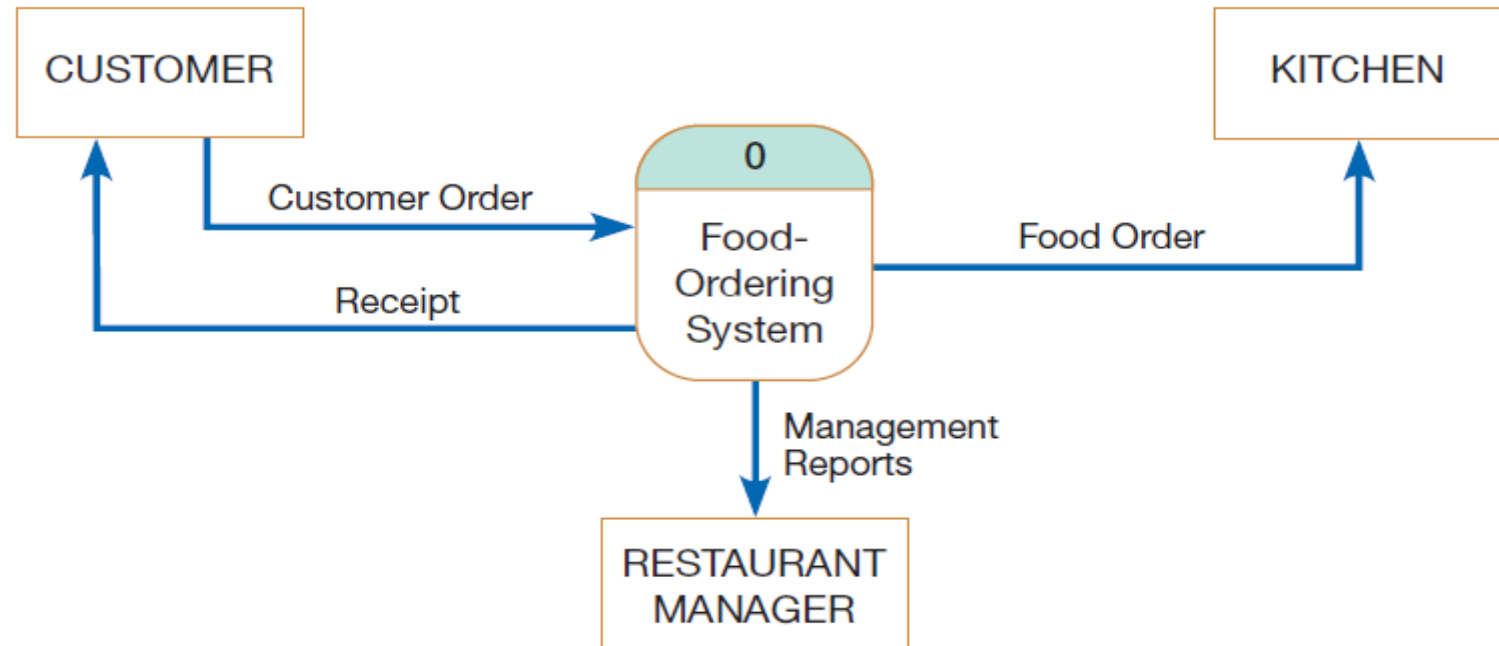 CUSTOMER
KITCHEN
0
Customer Order
Food-
Ordering
System
Food Order
Receipt
Management
Reports
RESTAURANT
MANAGER